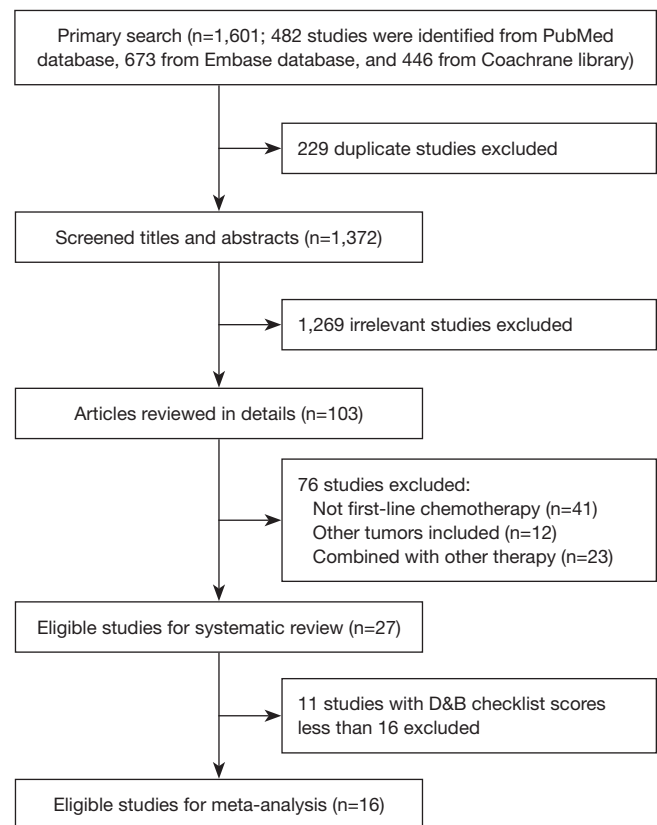 Primary search (n=1,601; 482 studies were identified from PubMed
database, 673 from Embase database, and 446 from Coachrane library)
229 duplicate studies excluded
Screened titles and abstracts (n=1,372)
1,269 irrelevant studies excluded
Articles reviewed in details (n=103)
76 studies excluded:
Not first-line chemotherapy (n=41)
Other tumors included (n=12)
Combined with other therapy (n=23)
Eligible studies for systematic review (n=27)
11 studies with D&B checklist scores
less than 16 excluded
Eligible studies for meta-analysis (n=16)